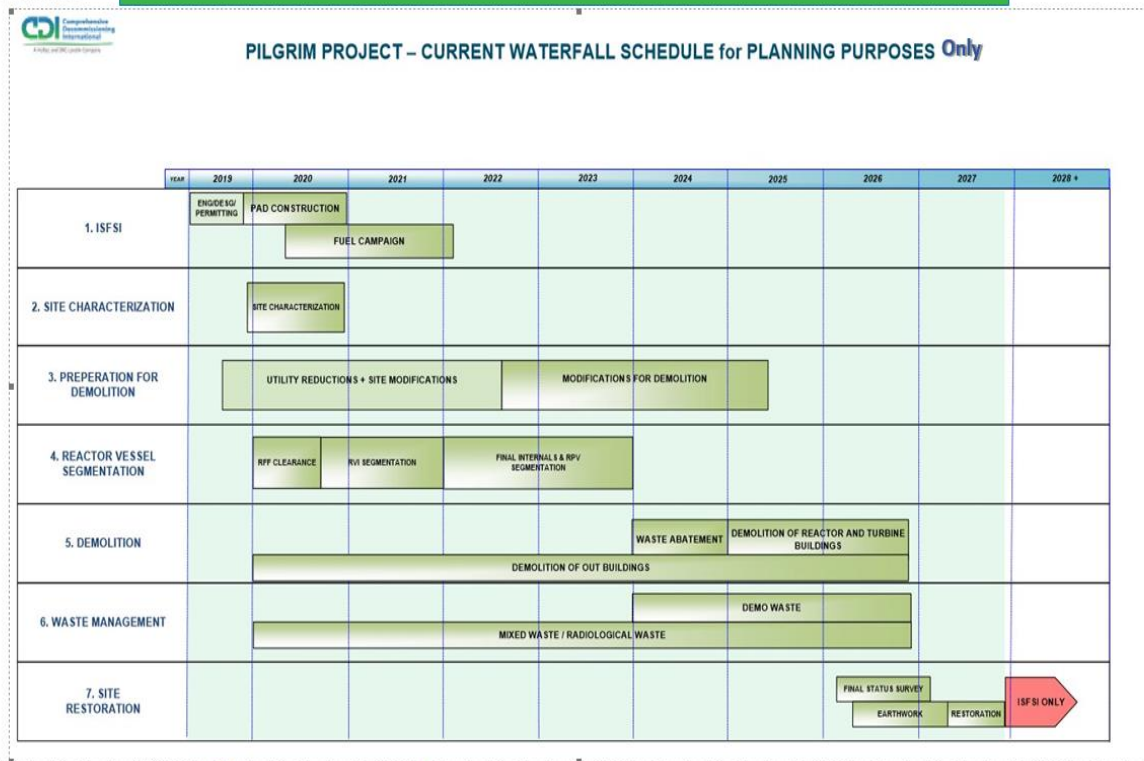 CDI Comprehensive
Decommissioning
International
PILGRIM PROJECT – CURRENT WATERFALL SCHEDULE for PLANNING PURPOSES Only
YEAR 2019 2020 2021 2022 2023 2024 2025 2026 2027 2028 +
1. ISFSI
ENG/DESG/
PERMITTING
PAD CONSTRUCTION
FUEL CAMPAIGN
2. SITE CHARACTERIZATION
SITE CHARACTERIZATION
3. PREPERATION FOR
DEMOLITION
UTILITY REDUCTIONS + SITE MODIFICATIONS
MODIFICATIONS FOR DEMOLITION
4. REACTOR VESSEL
SEGMENTATION
RFF CLEARANCE
RVI SEGMENTATION
FINAL INTERNALS & RPV
SEGMENTATION
5. DEMOLITION
WASTE ABATEMENT
DEMOLITION OF REACTOR AND TURBINE
BUILDINGS
DEMOLITION OF OUT BUILDINGS
6. WASTE MANAGEMENT
DEMO WASTE
MIXED WASTE / RADIOLOGICAL WASTE
7. SITE
RESTORATION
FINAL STATUS SURVEY
EARTHWORK
RESTORATION
ISFSI ONLY